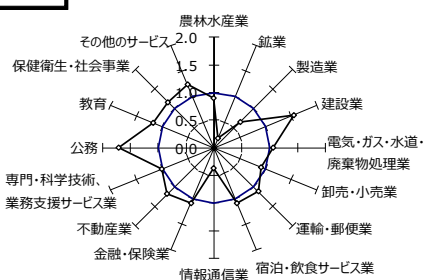 農林水産業
その他のサービス
鉱業
2.0
保健衛生・社会事業
製造業
1.5
教育
建設業
1.0
0.5
公務
0.0
電気・ガス・水道・
廃棄物処理業
専門・科学技術、
業務支援サービス業
卸売・小売業
不動産業
運輸・郵便業
金融・保険業
宿泊・飲食サービス業
情報通信業